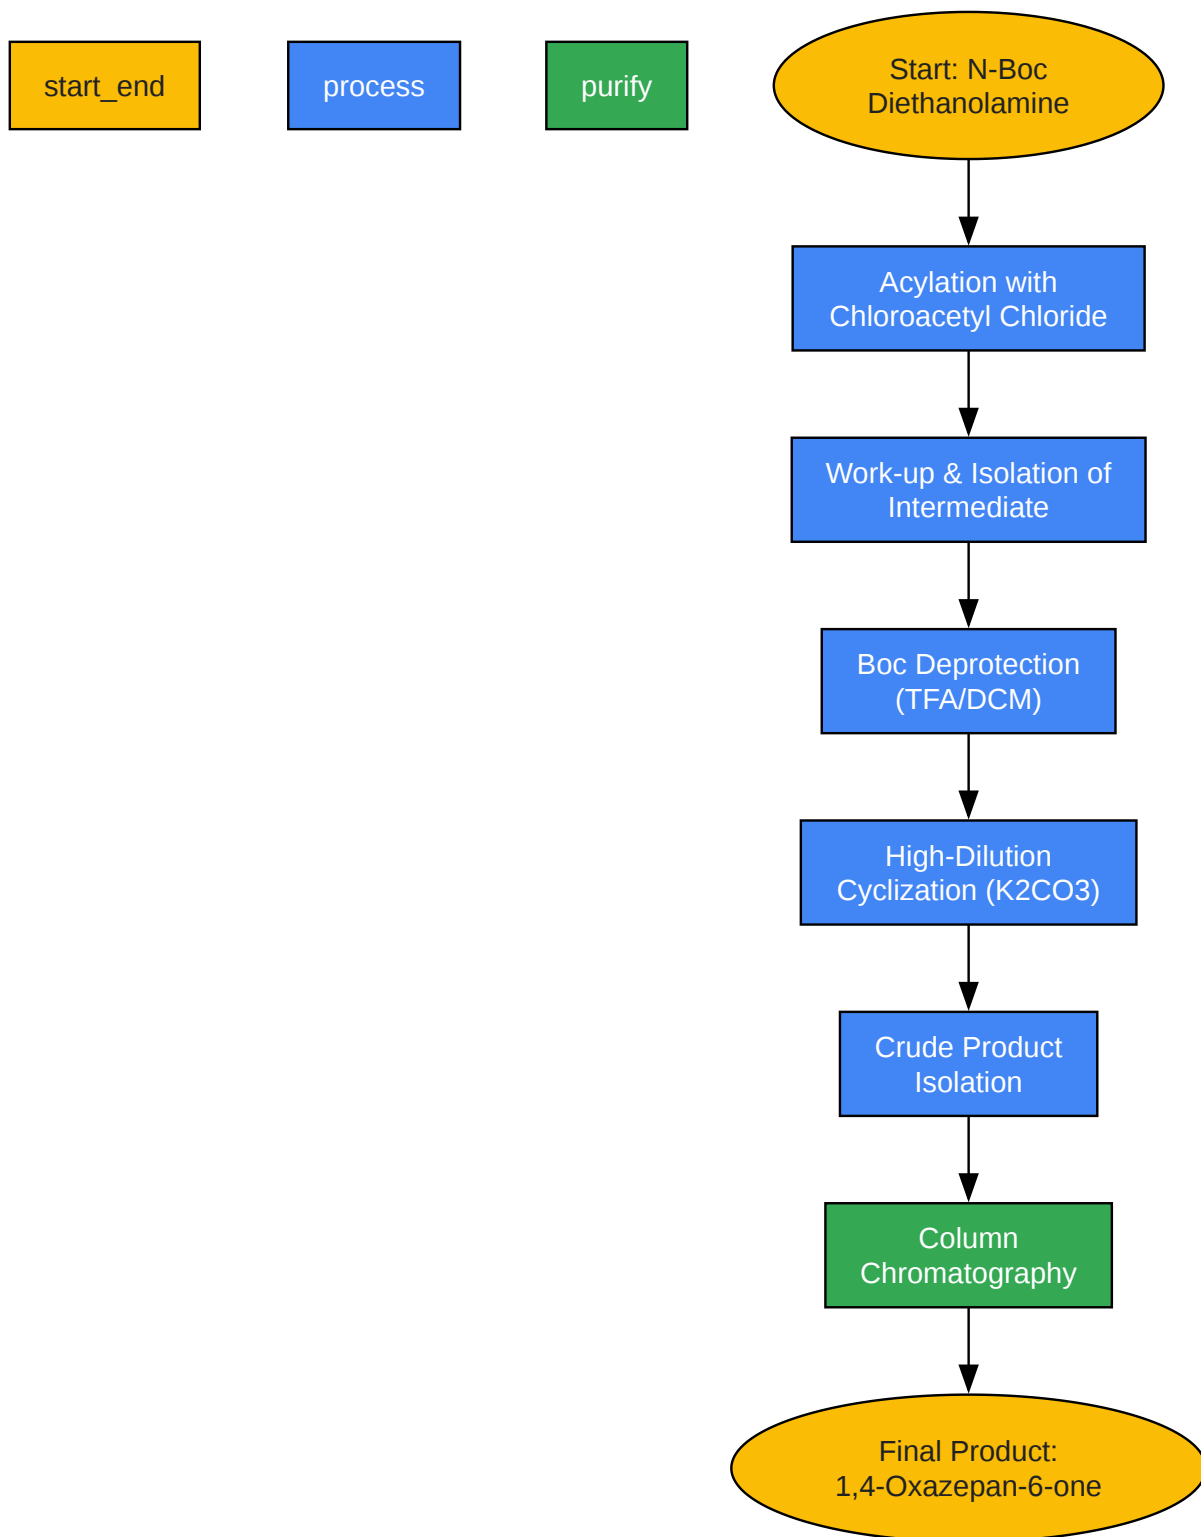 start_end
process
purify
Start: N-Boc
Diethanolamine
Acylation with
Chloroacetyl Chloride
Work-up & Isolation of
Intermediate
Boc Deprotection
(TFA/DCM)
High-Dilution
Cyclization (K2CO3)
Crude Product
Isolation
Column
Chromatography
Final Product:
1,4-Oxazepan-6-one